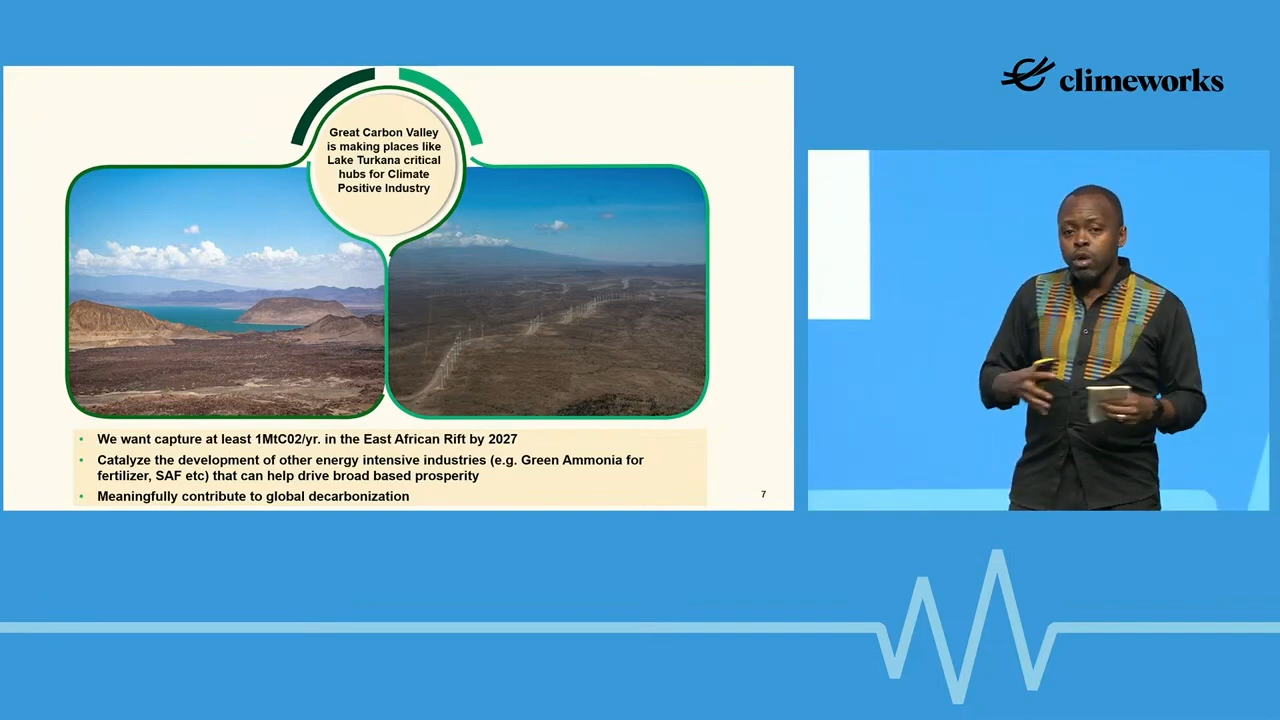 climeworks
Great Carbon Valley
is making places like
Lake Turkana critical
hubs for Climate
Positive Industry
• We want capture at least 1MtC02/yr. in the East African Rift by 2027
• Catalyze the development of other energy intensive industries (e.g. Green Ammonia for
fertilizer, SAF etc) that can help drive broad based prosperity
• Meaningfully contribute to global decarbonization
7